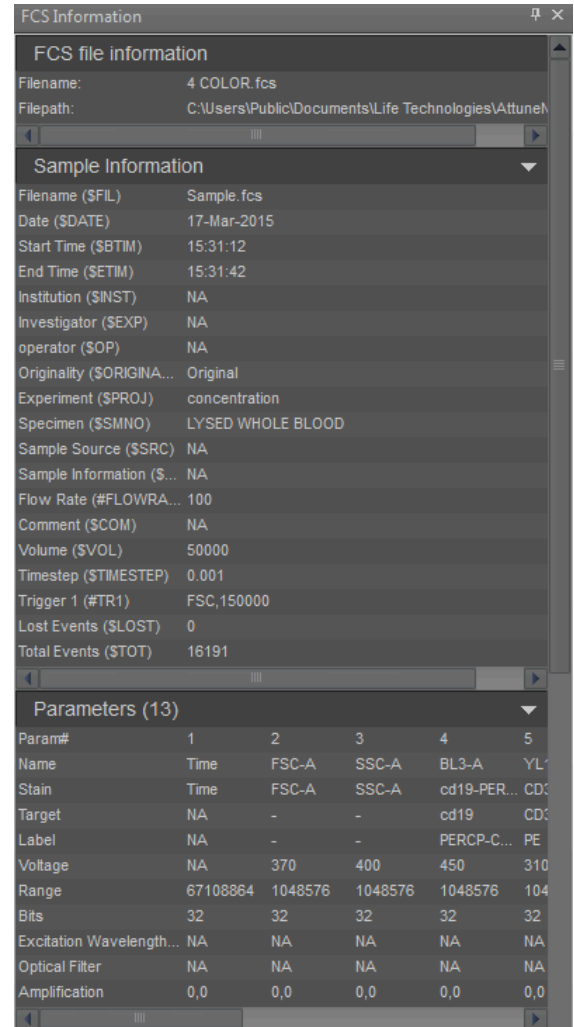 FCS Information
FCS file information
Filename: 4 COLOR.fcs
Filepath: C:\Users\Public\Documents\Life Technologies\AttuneN
Sample Information
Filename ($FIL) Sample.fcs
Date ($DATE) 17-Mar-2015
Start Time ($BTIM) 15:31:12
End Time ($ETIM) 15:31:42
Institution ($INST) NA
Investigator ($EXP) NA
operator ($OP) NA
Originality ($ORIGINA... Original
Experiment ($PROJ) concentration
Specimen ($SMNO) LYSED WHOLE BLOOD
Sample Source ($SRC) NA
Sample Information ($... NA
Flow Rate (#FLOWRA... 100
Comment ($COM) NA
Volume ($VOL) 50000
Timestep ($TIMESTEP) 0.001
Trigger 1 (#TR1) FSC,150000
Lost Events ($LOST) 0
Total Events ($TOT) 16191
Parameters (13)
Param# 1 2 3 4 5
Name Time FSC-A SSC-A BL3-A YL1
Stain Time FSC-A SSC-A cd19-PER... CD3
Target NA - - cd19 CD3
Label NA - - PERCP-C... PE
Voltage NA 370 400 450 310
Range 67108864 1048576 1048576 1048576 104
Bits 32 32 32 32 32
Excitation Wavelength... NA NA NA NA NA
Optical Filter NA NA NA NA NA
Amplification 0,0 0,0 0,0 0,0 0,0